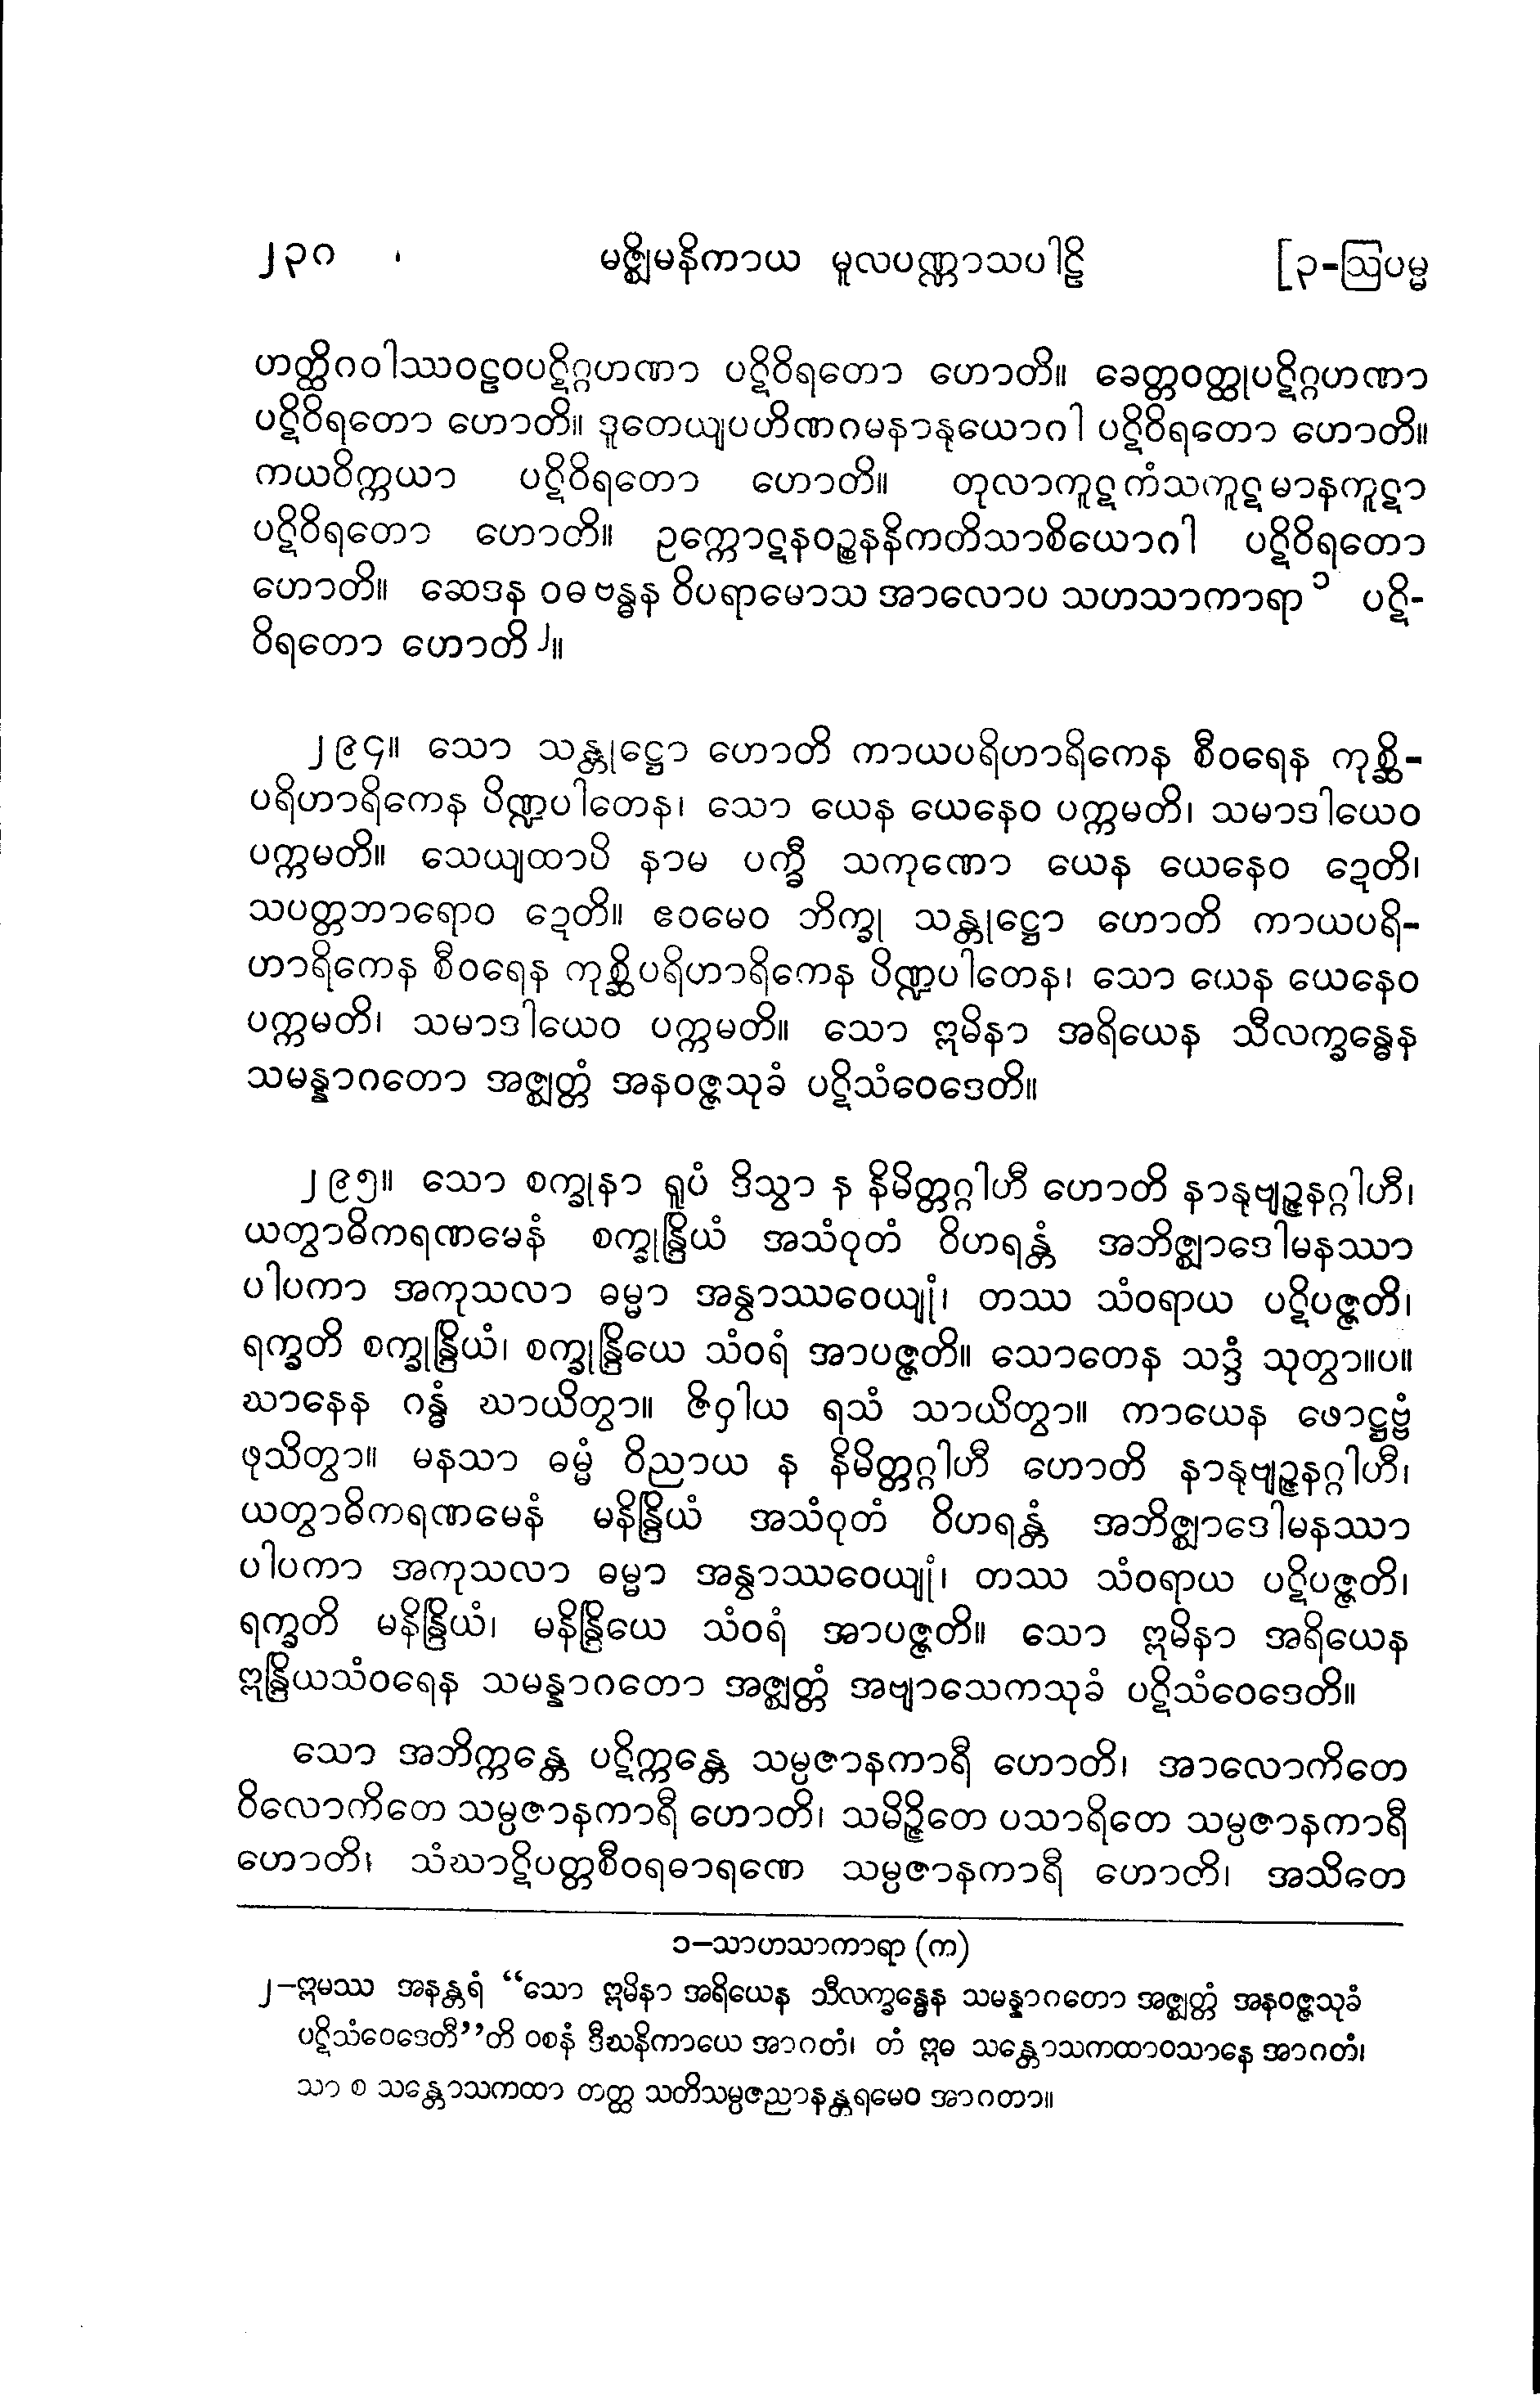 ၂၃၀ မဇ္ဈိမနိကာယ မူလပဏ္ဏာသပါဠိ [၃-ဩပမ္မ
ဟတ္ထိဂဝါဿဝဠဝပဋိဂ္ဂဟဏာ ပဋိဝိရတော ဟောတိ။ ခေတ္တဝတ္ထုပဋိဂ္ဂဟဏာ
ပဋိဝိရတော ဟောတိ။ ဒူတေယျပဟိဏဂမနာနုယောဂါ ပဋိဝိရတော ဟောတိ။
ကယဝိက္ကယာ ပဋိဝိရတော ဟောတိ။ တုလာကူဋ ကံသကူဋ မာနကူဋာ
ပဋိဝိရတော ဟောတိ။ ဥက္ကောဋနဝဉ္စနနိကတိသာစိယောဂါ ပဋိဝိရတော
ဟောတိ။ ဆေဒန ဝဓ ဗန္ဓန ဝိပရာမောသ အာလောပ သဟသာကာရာ ၁ ပဋိ-
ဝိရတော ဟောတိ ၂။
၂၉၄။ သော သန္တုဋ္ဌော ဟောတိ ကာယပရိဟာရိကေန စီဝရေန ကုစ္ဆိ-
ပရိဟာရိကေန ပိဏ္ဍပါတေန၊ သော ယေန ယေနေဝ ပက္ကမတိ၊ သမာဒါယေဝ
ပက္ကမတိ။ သေယျထာပိ နာမ ပက္ခီ သကုဏော ယေန ယေနေဝ ဍေတိ၊
သပတ္တဘာရောဝ ဍေတိ။ ဧဝမေဝ ဘိက္ခု သန္တုဋ္ဌော ဟောတိ ကာယပရိ-
ဟာရိကေန စီဝရေန ကုစ္ဆိပရိဟာရိကေန ပိဏ္ဍပါတေန၊ သော ယေန ယေနေဝ
ပက္ကမတိ၊ သမာဒါယေဝ ပက္ကမတိ။ သော ဣမိနာ အရိယေန သီလက္ခန္ဓေန
သမန္နာဂတော အဇ္ဈတ္တံ အနဝဇ္ဇသုခံ ပဋိသံဝေဒေတိ။
၂၉၅။ သော စက္ခုနာ ရူပံ ဒိသွာ န နိမိတ္တဂ္ဂါဟီ ဟောတိ နာနုဗျဉ္ဇနဂ္ဂါဟီ၊
ယတွာဓိကရဏမေနံ စက္ခုန္ဒြိယံ အသံဝုတံ ဝိဟရန္တံ အဘိဇ္ဈာဒေါမနဿာ
ပါပကာ အကုသလာ ဓမ္မာ အန္വာဿဝေယျုံ၊ တဿ သံဝရာယ ပဋိပဇ္ဇတိ၊
ရက္ခတိ စက္ခုန္ဒြိယံ၊ စက္ခုန္ဒြိယေ သံဝရံ အာပဇ္ဇတိ။ သောတေန သဒ္ဒံ သုတွာ။ပ။
ဃာနေန ဂန္ဓံ ဃာယိတွာ။ ဇိဝှါယ ရသံ သာယိတွာ။ ကာယေန ဖောဋ္ဌဗ္ဗံ
ဖုသိတွာ။ မနသာ ဓမ္မံ ဝိညာယ န နိမိတ္တဂ္ဂါဟီ ဟောတိ နာနုဗျဉ္ဇနဂ္ဂါဟီ၊
ယတွာဓိကရဏမေနံ မနိန္ဒြိယံ အသံဝုတံ ဝိဟရန္တံ အဘိဇ္ဈာဒေါမနဿာ
ပါပကာ အကုသလာ ဓမ္မာ အနွာဿဝေယျုံ၊ တဿ သံဝရာယ ပဋိပဇ္ဇတိ၊
ရက္ခတိ မနိန္ဒြိယံ၊ မနိန္ဒြိယေ သံဝရံ အာပဇ္ဇတိ။ သော ဣမိနာ အရိယေန
ဣန္ဒြိယသံဝရေန သမန္နာဂတော အဇ္ဈတ္တံ အဗျာသေကသုခံ ပဋိသံဝေဒေတိ။
သော အဘိက္ကန္တေ ပဋိက္ကန္တေ သမ္ပဇာနကာရီ ဟောတိ၊ အာလောကိတေ
ဝိလောကိတေ သမ္ပဇာနကာရီ ဟောတိ၊ သမိဉ္ဇိတေ ပသာရိတေ သမ္ပဇာနကာရီ
ဟောတိ၊ သံဃာဋိပတ္တစီဝရဓာရဏေ သမ္ပဇာနကာရီ ဟောတိ၊ အသိတေ
၁–သာဟသာကာရာ (က)
၂–ဣမဿ အနန္တရံ “သော ဣမိနာ အရိယေန သီလက္ခန္ဓေန သမန္နာဂတော အဇ္ဈတ္တံ အနဝဇ္ဇသုခံ
ပဋိသံဝေဒေတီ”တိ ဝစနံ ဒီဃနိကာယေ အာဂတံ၊ တံ ဣဓ သန္တောသကထာဝသာနေ အာဂတံ၊
သာ စ သန္တောသကထာ တတ္ထ သတိသမ္ပဇညာနန္တရမေဝ အာဂတာ။